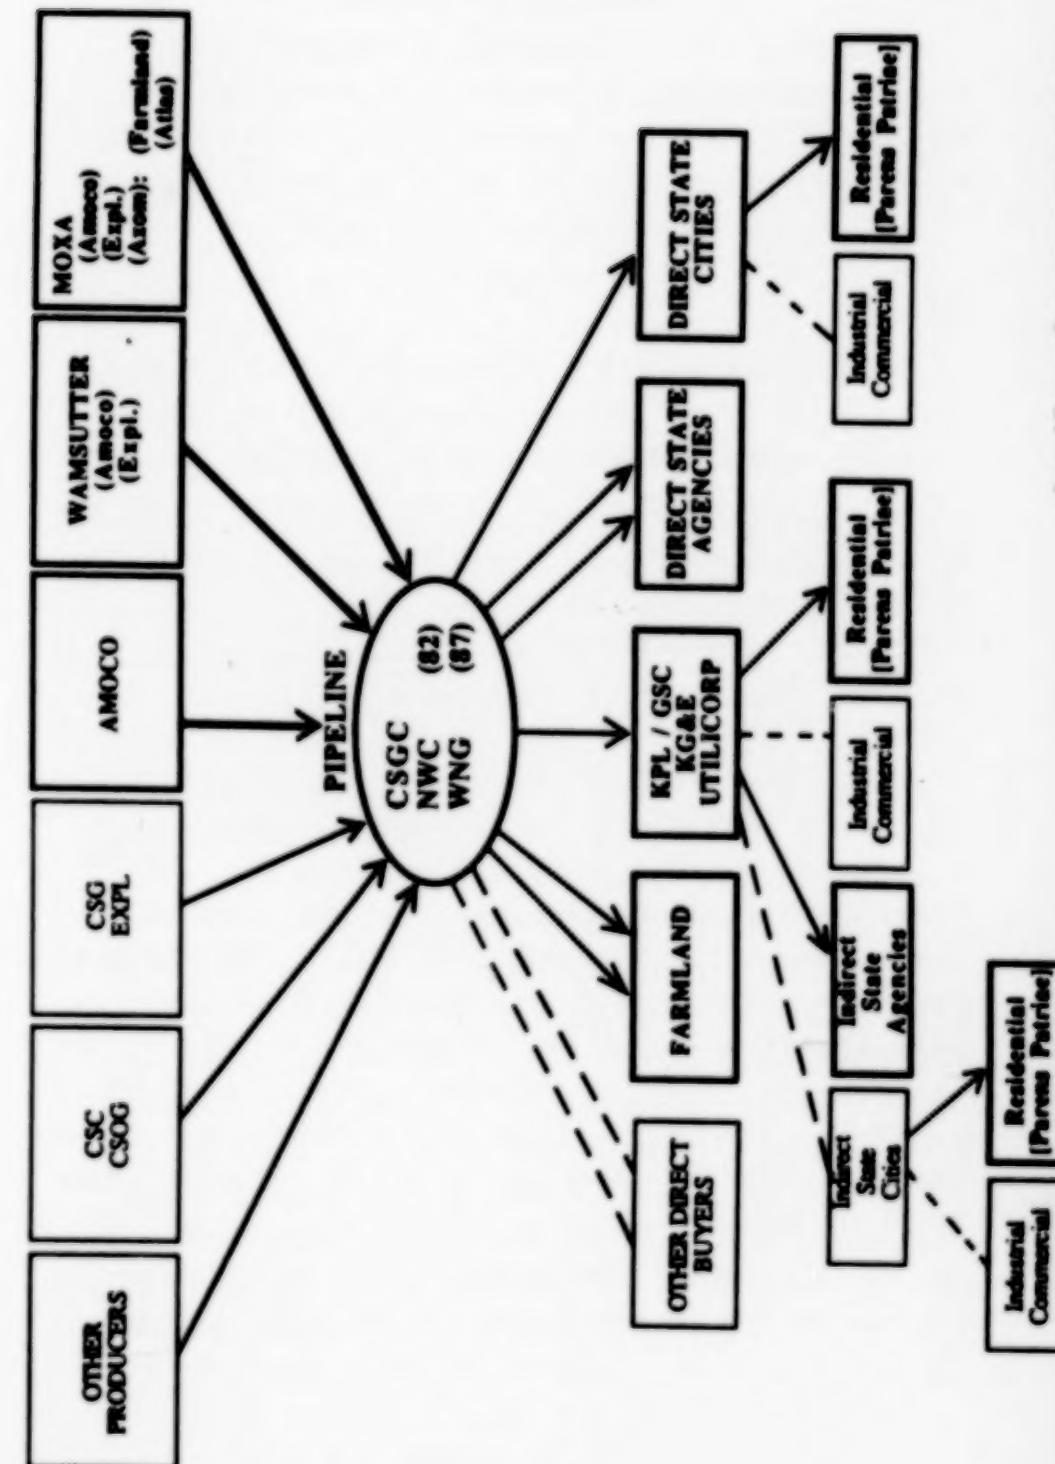 OTHER
PRODUCERS
CSC
CSOG
CSG
EXPL
AMOCO
WAMSUTTER
(Amoco)
(Expl.)
MOXA
(Amoco)
(Expl.)
(Axom): (Farmland)
(Atlas)
PIPELINE
CSGC
NWC (82)
WNG (87)
OTHER DIRECT
BUYERS
FARMLAND
KPL / GSC
KG&E
UTILICORP
DIRECT STATE
AGENCIES
DIRECT STATE
CITIES
Indirect
State
Cities
Indirect
State
Agencies
Industrial
Commercial
Residential
[Parens Patriae]
Industrial
Commercial
Residential
[Parens Patriae]
Industrial
Commercial
Residential
[Parens Patriae]